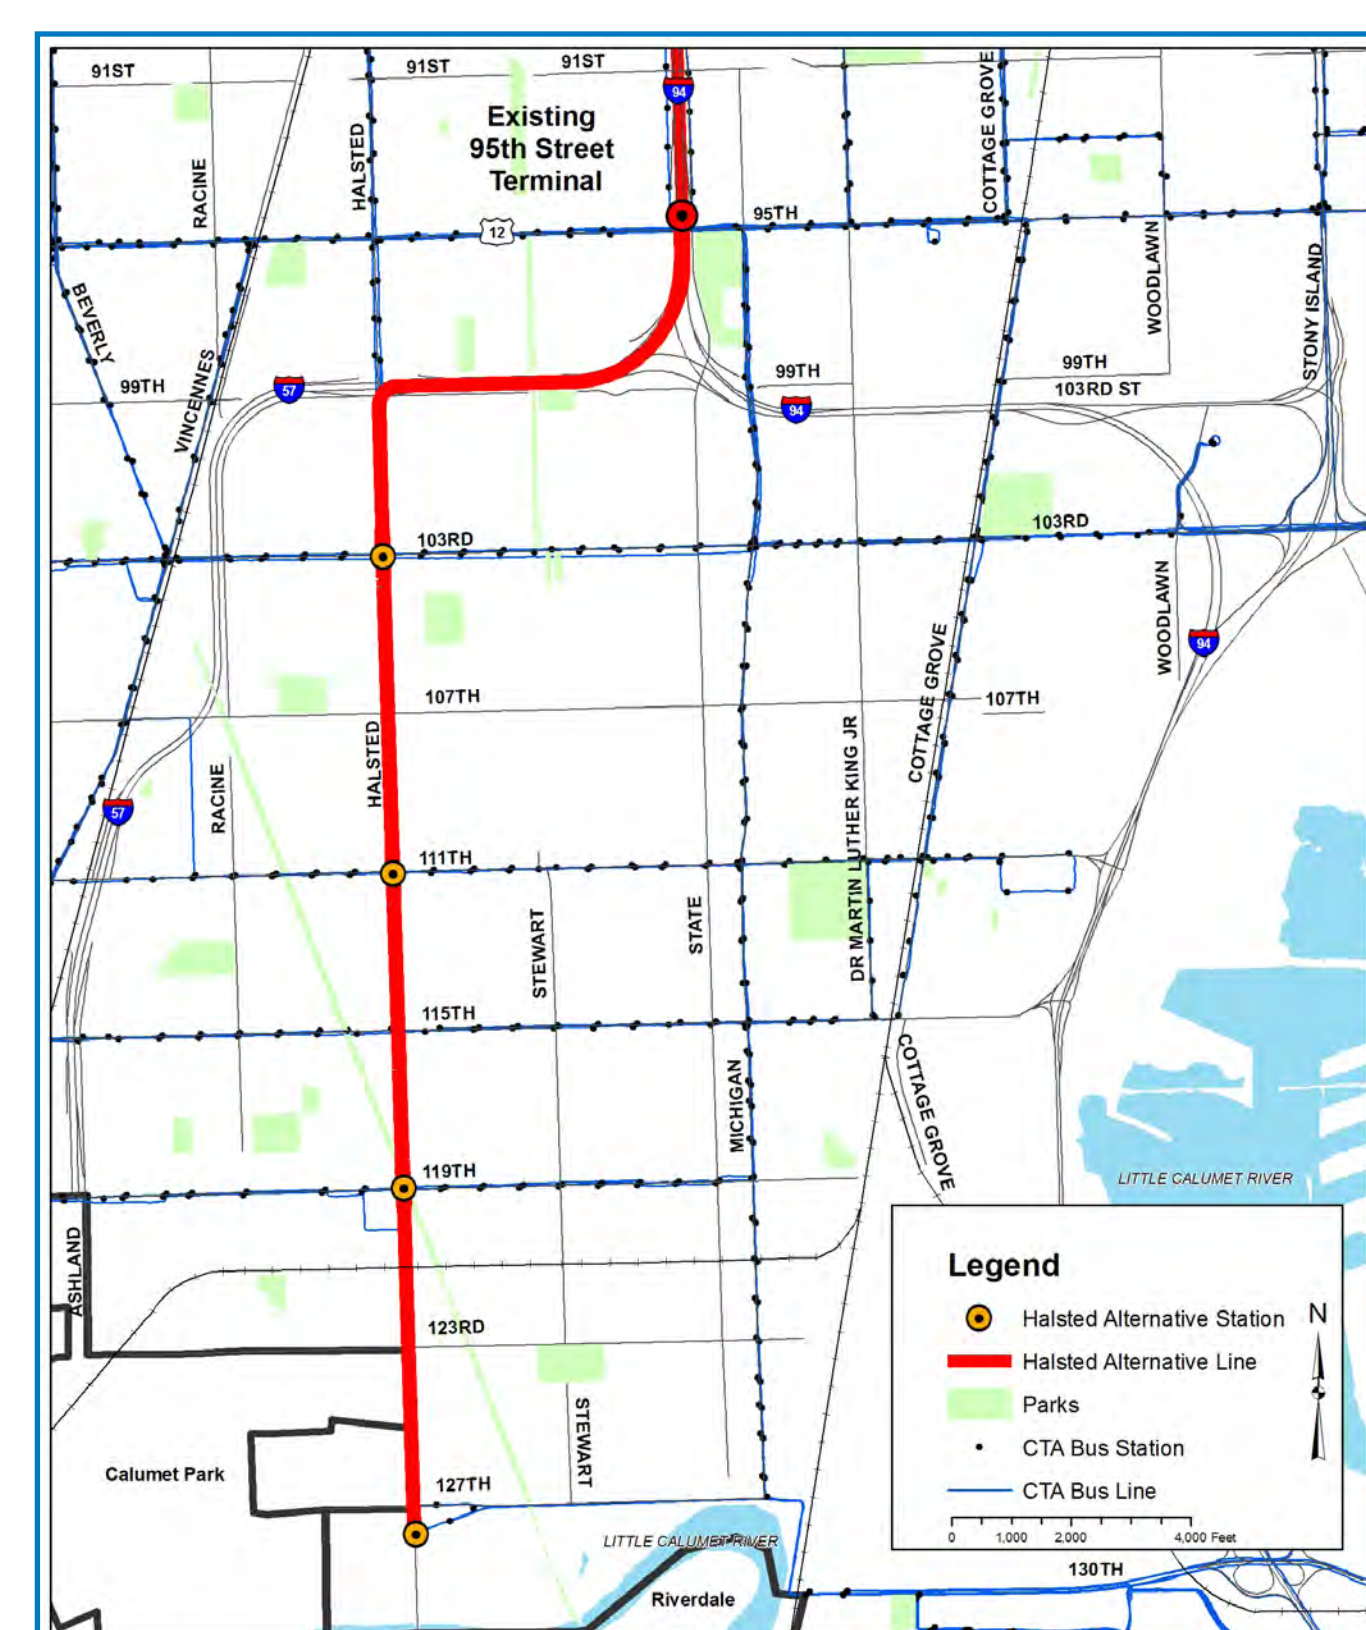 91ST
91ST
91ST
94
Existing
95th Street
Terminal
HALSTED
RACINE
COTTAGE GROVE
95TH
12
WOODLAWN
STONY ISLAND
BEVERLY
VINCENNES
99TH
57
99TH
99TH
103RD ST
94
103RD
103RD
WOODLAWN
94
COTTAGE GROVE
107TH
107TH
HALSTED
RACINE
57
DR MARTIN LUTHER KING JR
111TH
STEWART
STATE
115TH
MICHIGAN
COTTAGE GROVE
119TH
LITTLE CALUMET RIVER
ASHLAND
123RD
Legend
Halsted Alternative Station
N
Halsted Alternative Line
Parks
CTA Bus Station
CTA Bus Line
0 1,000 2,000 4,000 Feet
STEWART
Calumet Park
127TH
LITTLE CALUMET RIVER
130TH
Riverdale